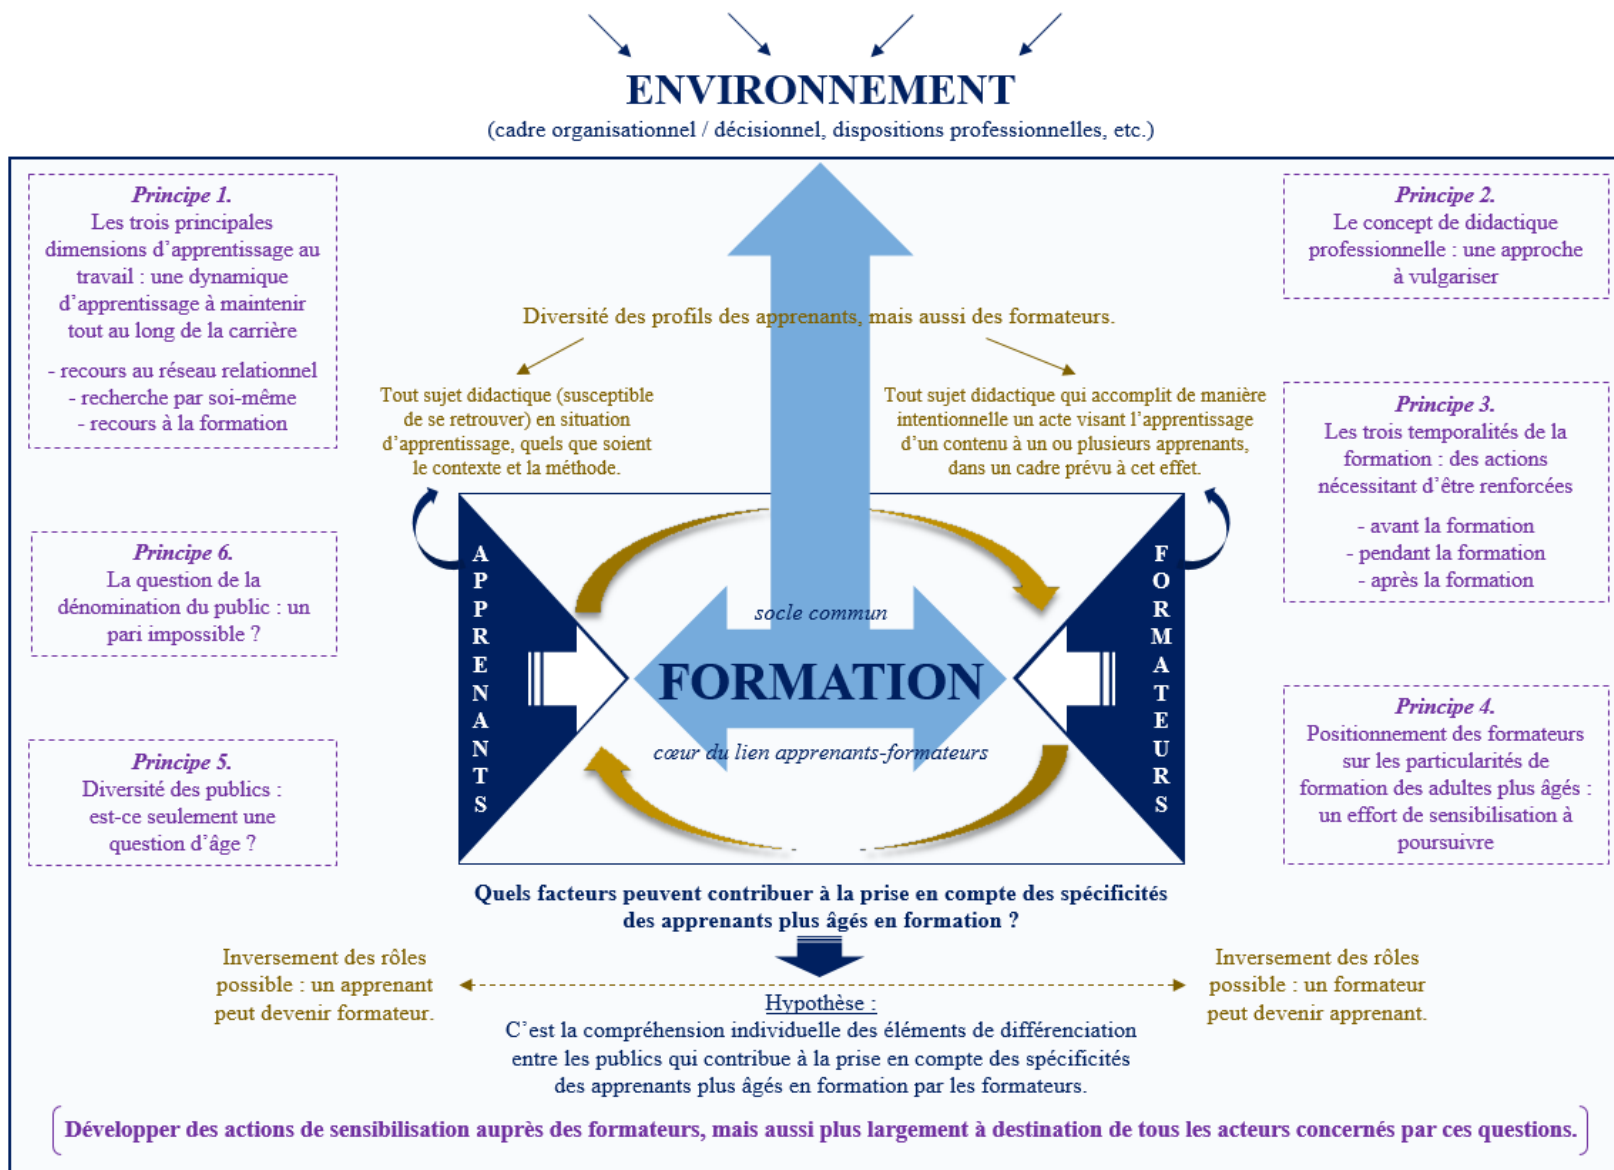 ENVIRONNEMENT
(cadre organisationnel / décisionnel, dispositions professionnelles, etc.)
Principe 1.
Les trois principales
dimensions d’apprentissage au
travail : une dynamique
d’apprentissage à maintenir
tout au long de la carrière
- recours au réseau relationnel
- recherche par soi-même
- recours à la formation
Principe 2.
Le concept de didactique
professionnelle : une approche
à vulgariser
Diversité des profils des apprenants, mais aussi des formateurs.
Tout sujet didactique (susceptible
de se retrouver) en situation
d’apprentissage, quels que soient
le contexte et la méthode.
Tout sujet didactique qui accomplit de manière
intentionnelle un acte visant l’apprentissage
d’un contenu à un ou plusieurs apprenants,
dans un cadre prévu à cet effet.
Principe 3.
Les trois temporalités de la
formation : des actions
nécessitant d’être renforcées
- avant la formation
- pendant la formation
- après la formation
Principe 6.
La question de la
dénomination du public : un
pari impossible ?
APPRENANTS
socle commun
FORMATION
cœur du lien apprenants-formateurs
FORMATEURS
Principe 5.
Diversité des publics :
est-ce seulement une
question d’âge ?
Principe 4.
Positionnement des formateurs
sur les particularités de
formation des adultes plus âgés :
un effort de sensibilisation à
poursuivre
Quels facteurs peuvent contribuer à la prise en compte des spécificités
des apprenants plus âgés en formation ?
Inversement des rôles
possible : un apprenant
peut devenir formateur.
Inversement des rôles
possible : un formateur
peut devenir apprenant.
Hypothèse :
C’est la compréhension individuelle des éléments de différenciation
entre les publics qui contribue à la prise en compte des spécificités
des apprenants plus âgés en formation par les formateurs.
Développer des actions de sensibilisation auprès des formateurs, mais aussi plus largement à destination de tous les acteurs concernés par ces questions.